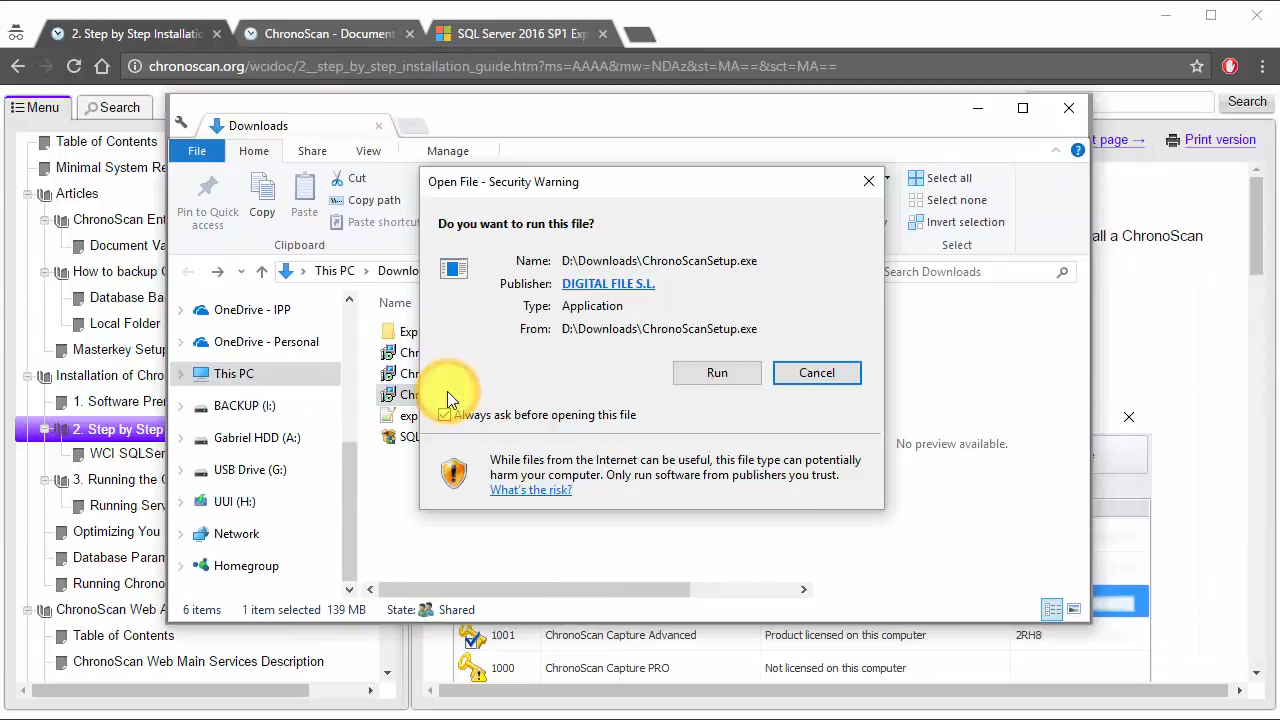 2. Step by Step Installation
ChronoScan - Document
SQL Server 2016 SP1 Exp
chronoscan.org/wcidoc/2__step_by_step_installation_guide.htm?ms=AAAA&mw=NDAz&st=MA==&sct=MA==
Menu
Search
Search
page →
Print version
Table of Contents
Minimal System Re
Articles
ChronoScan Ent
Document Va
How to backup
Database Ba
Local Folder
Masterkey Setu
Installation of Chro
1. Software Prer
2. Step by Step
WCI SQLSer
3. Running the
Running Serv
Optimizing You
Database Param
Running Chrono
ChronoScan Web A
Table of Contents
ChronoScan Web Main Services Description
all a ChronoScan
Downloads
File
Home
Share
View
Manage
Pin to Quick access
Copy
Paste
Cut
Copy path
Paste shortcut
Clipboard
Select all
Select none
Invert selection
Select
This PC
Downlo
Search Downloads
Name
OneDrive - IPP
OneDrive - Personal
This PC
BACKUP (I:)
Gabriel HDD (A:)
USB Drive (G:)
UUI (H:)
Network
Homegroup
Exp
Chr
Chr
Chr
exp
SQL
No preview available.
6 items
1 item selected
139 MB
State:
Shared
Open File - Security Warning
Do you want to run this file?
Name: D:\Downloads\ChronoScanSetup.exe
Publisher: DIGITAL FILE S.L.
Type: Application
From: D:\Downloads\ChronoScanSetup.exe
Run
Cancel
Always ask before opening this file
While files from the Internet can be useful, this file type can potentially
harm your computer. Only run software from publishers you trust.
What's the risk?
1001 ChronoScan Capture Advanced Product licensed on this computer 2RH8
1000 ChronoScan Capture PRO Not licensed on this computer